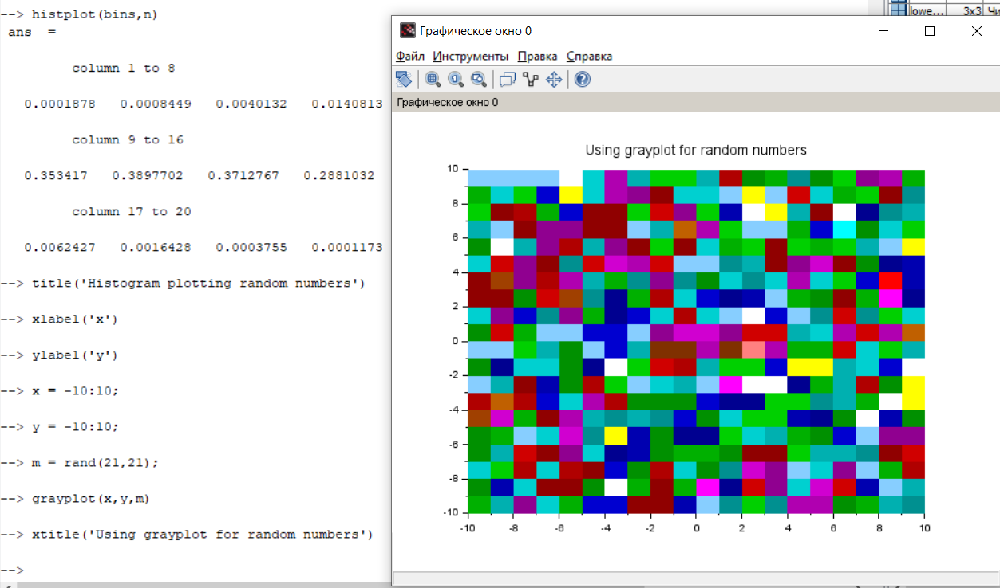 --> histplot(bins,n)
ans  =
column 1 to 8
0.0001878   0.0008449   0.0040132   0.0140813
column 9 to 16
0.353417   0.3897702   0.3712767   0.2881032
column 17 to 20
0.0062427   0.0016428   0.0003755   0.0001173
--> title('Histogram plotting random numbers')
--> xlabel('x')
--> ylabel('y')
--> x = -10:10;
--> y = -10:10;
--> m = rand(21,21);
--> grayplot(x,y,m)
--> xtitle('Using grayplot for random numbers')
-->
lowe... 3x3
Графическое окно 0
Файл Инструменты Правка Справка
Графическое окно 0
Using grayplot for random numbers
10
8
6
4
2
0
-2
-4
-6
-8
-10
-10 -8 -6 -4 -2 0 2 4 6 8 10